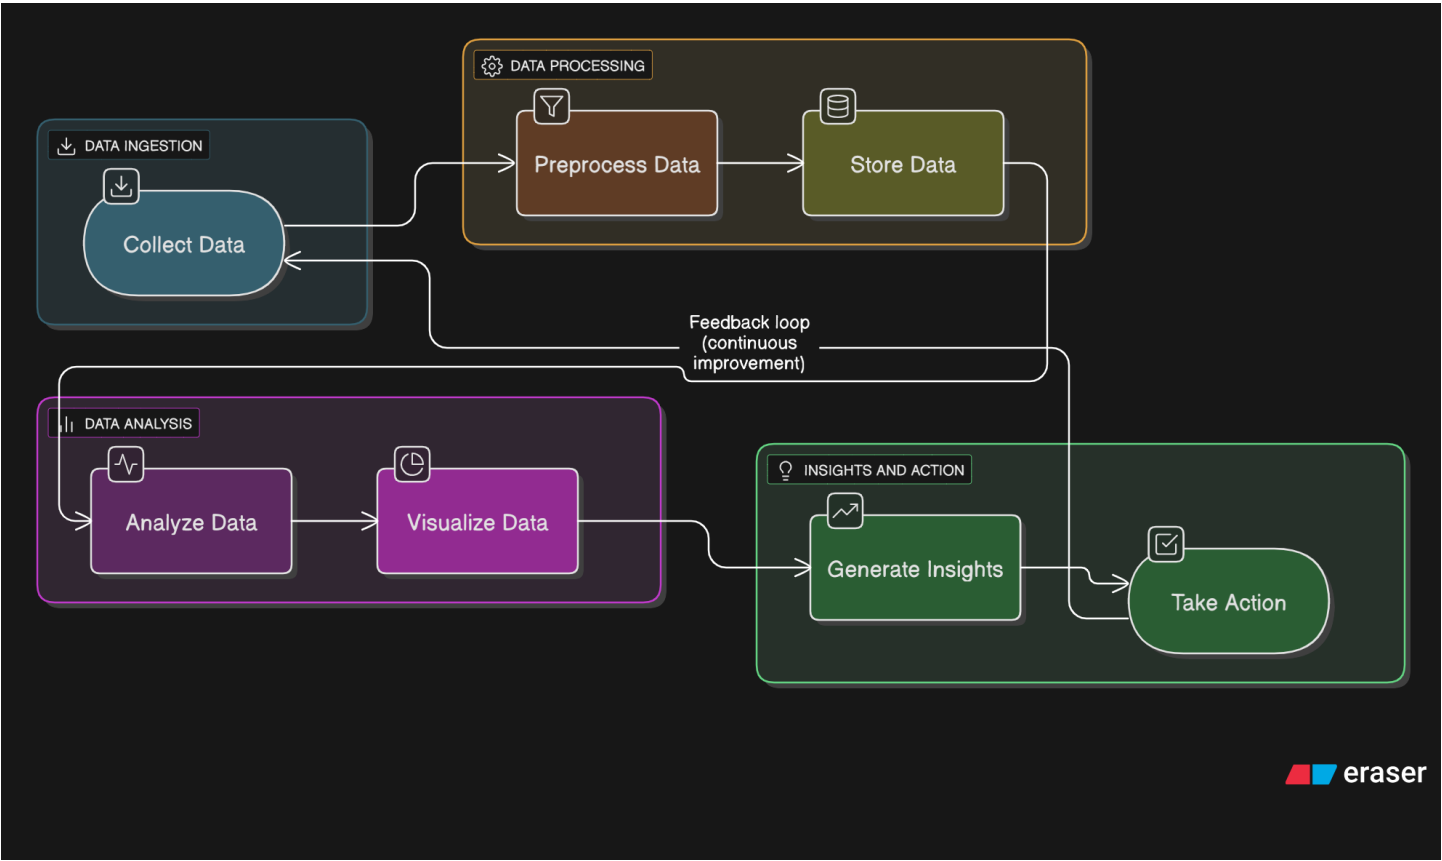 DATA PROCESSING
Preprocess Data
Store Data
DATA INGESTION
Collect Data
Feedback loop
(continuous
improvement)
DATA ANALYSIS
Analyze Data
Visualize Data
INSIGHTS AND ACTION
Generate Insights
Take Action
eraser